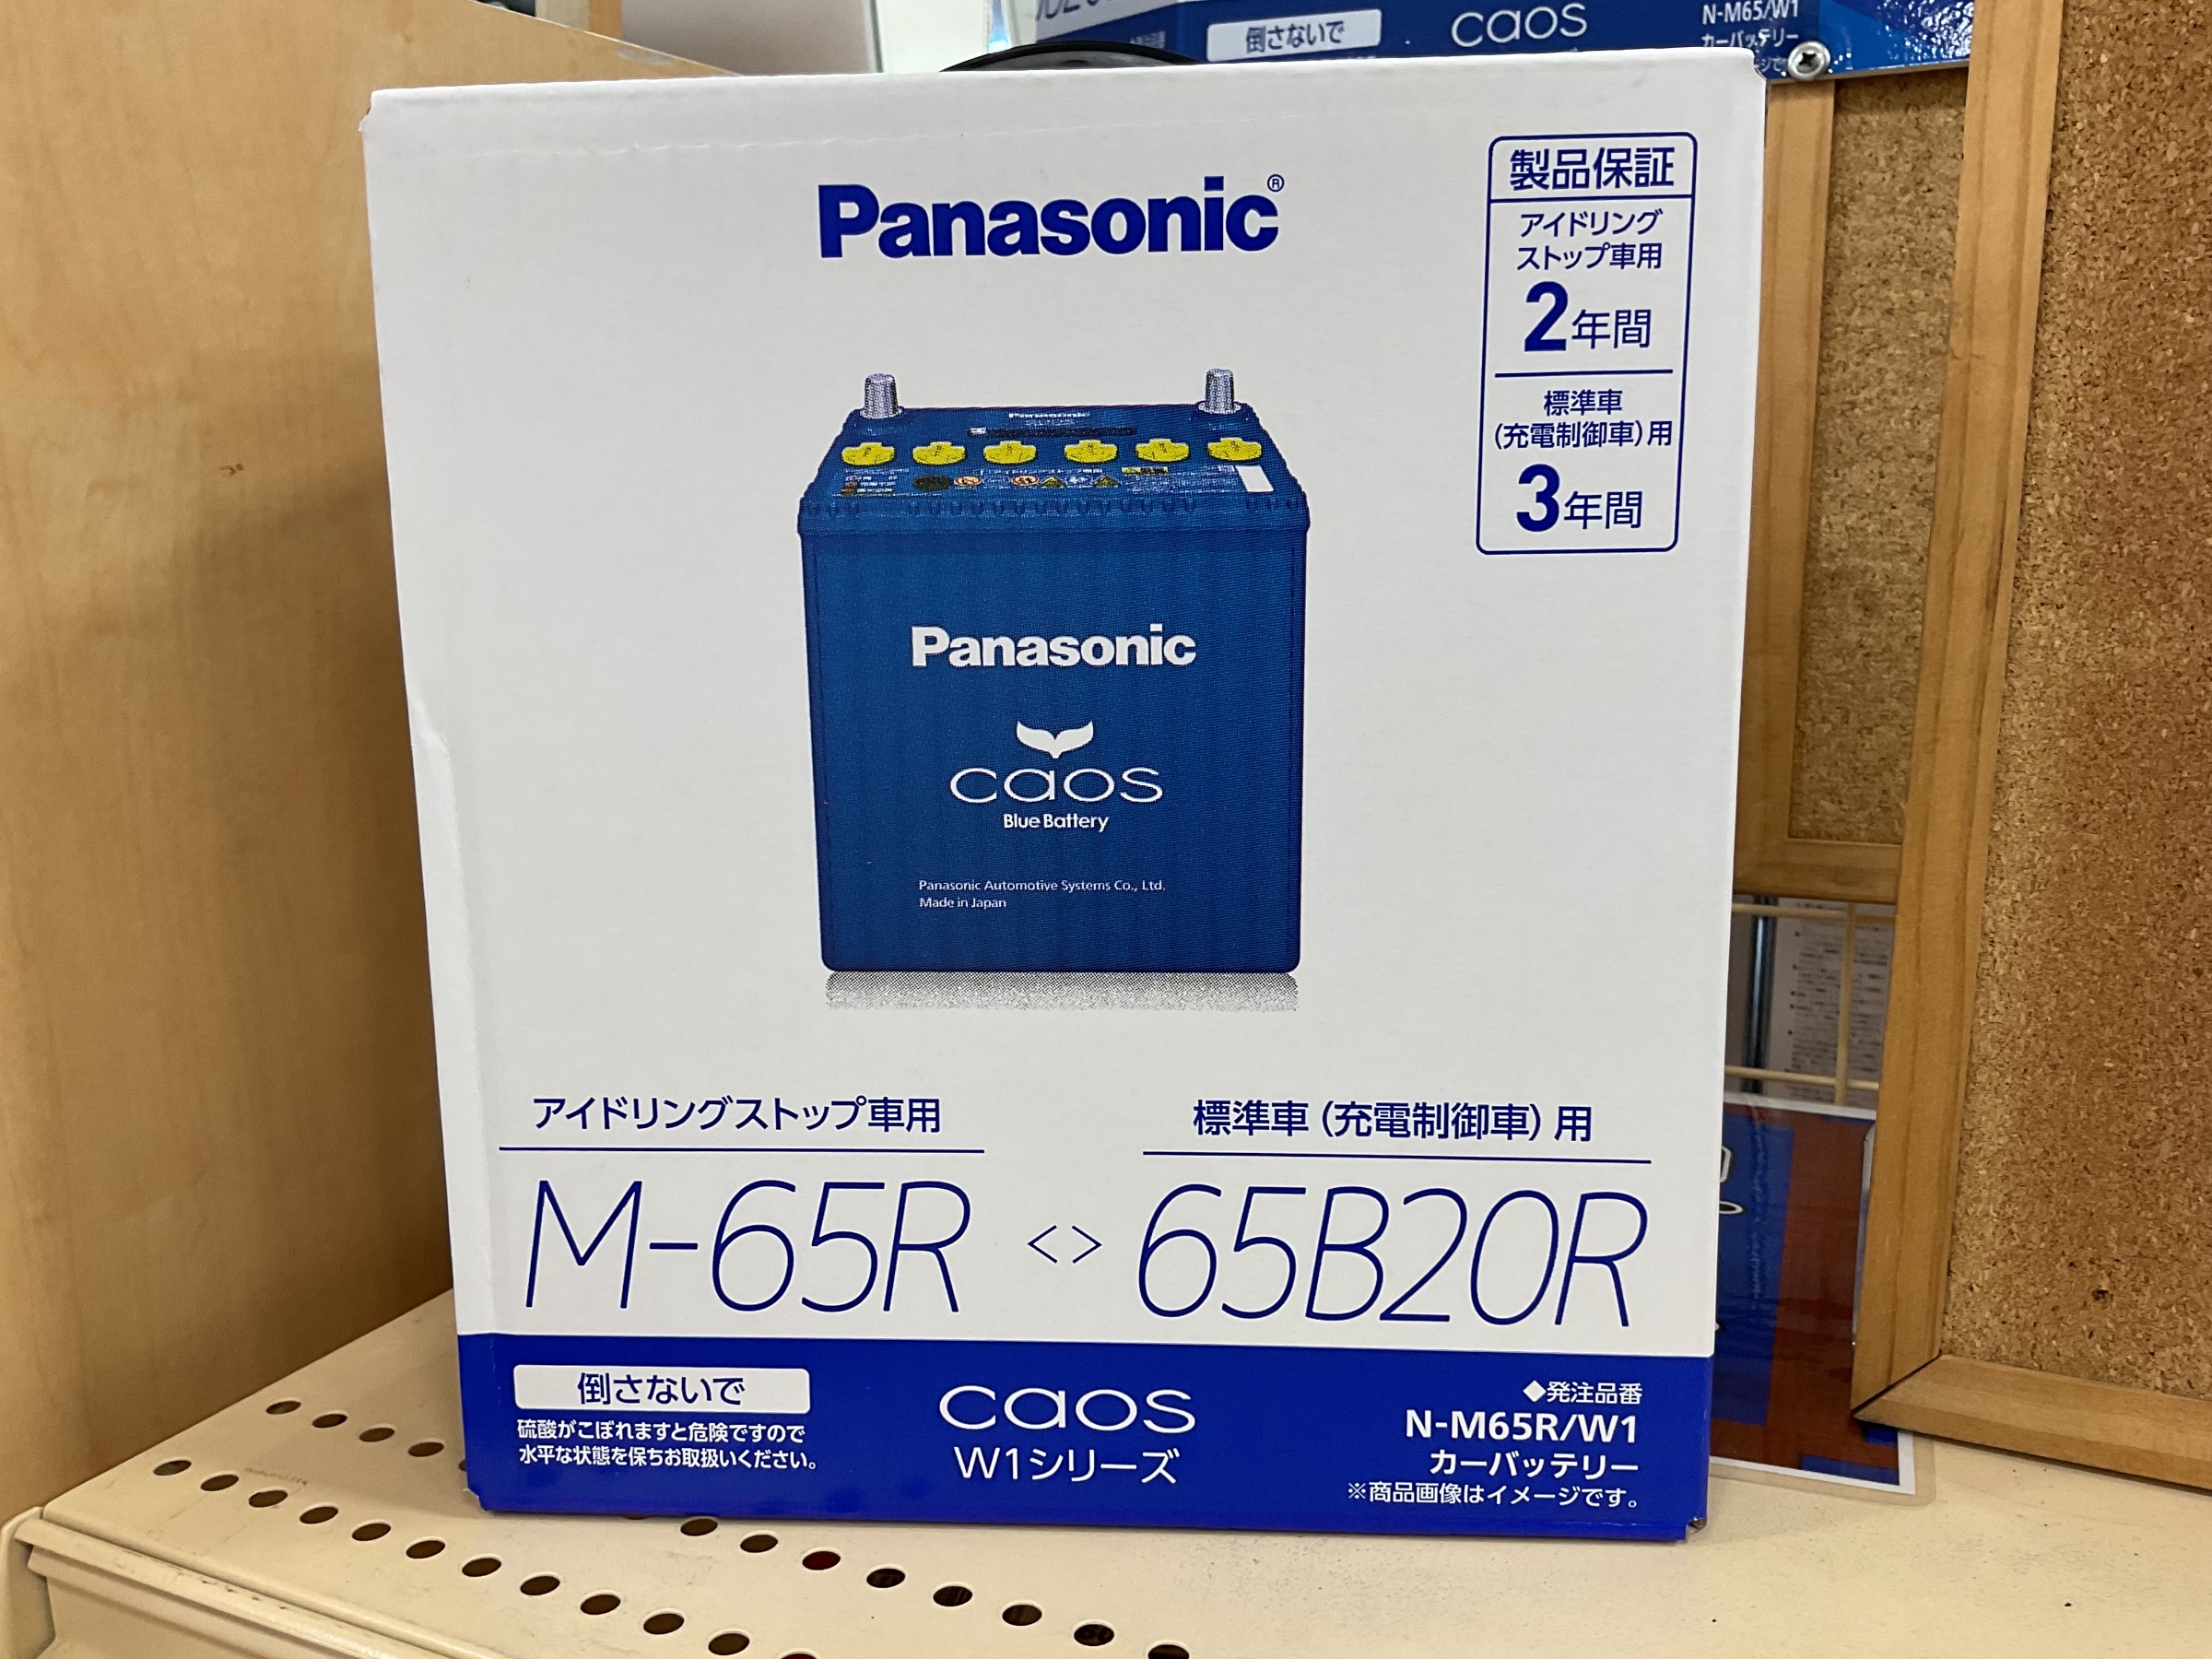 倒さないで
caos
N-M65/W1
カーバッテリー
Panasonic®
製品保証
アイドリング
ストップ車用
2年間
標準車
(充電制御車)用
3年間
Panasonic
Panasonic
caos
Blue Battery
Panasonic Automotive Systems Co., Ltd.
Made in Japan
アイドリングストップ車用
標準車(充電制御車)用
M-65R <> 65B20R
倒さないで
硫酸がこぼれますと危険ですので
水平な状態を保ちお取扱いください。
caos
W1シリーズ
◆発注品番
N-M65R/W1
カーバッテリー
※商品画像はイメージです。